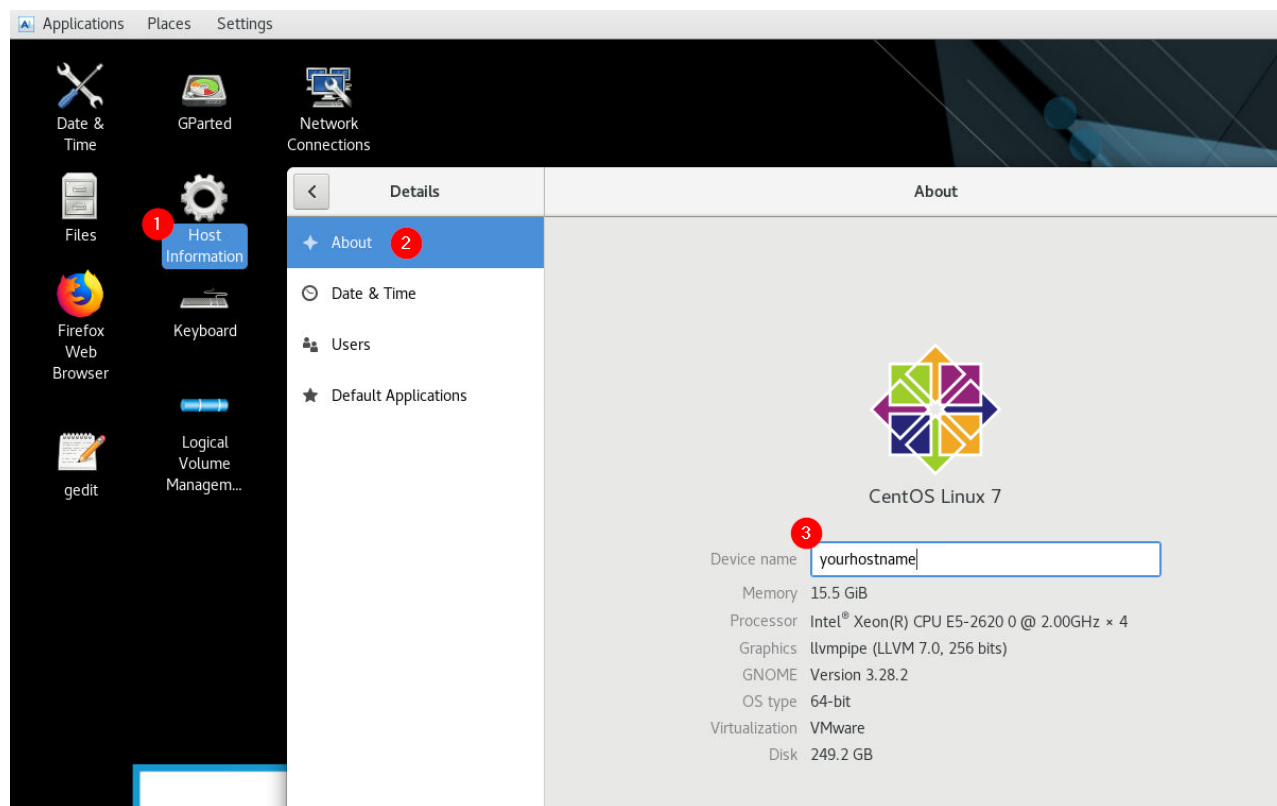 Applications Places Settings
Date &
Time
GParted
Network
Connections
Files
1
Host
Information
Firefox
Web
Browser
Keyboard
gedit
Logical
Volume
Managem...
Details
About
About 2
Date & Time
Users
Default Applications
CentOS Linux 7
3
Device name yourhostname
Memory 15.5 GiB
Processor Intel® Xeon(R) CPU E5-2620 0 @ 2.00GHz × 4
Graphics llvmpipe (LLVM 7.0, 256 bits)
GNOME Version 3.28.2
OS type 64-bit
Virtualization VMware
Disk 249.2 GB